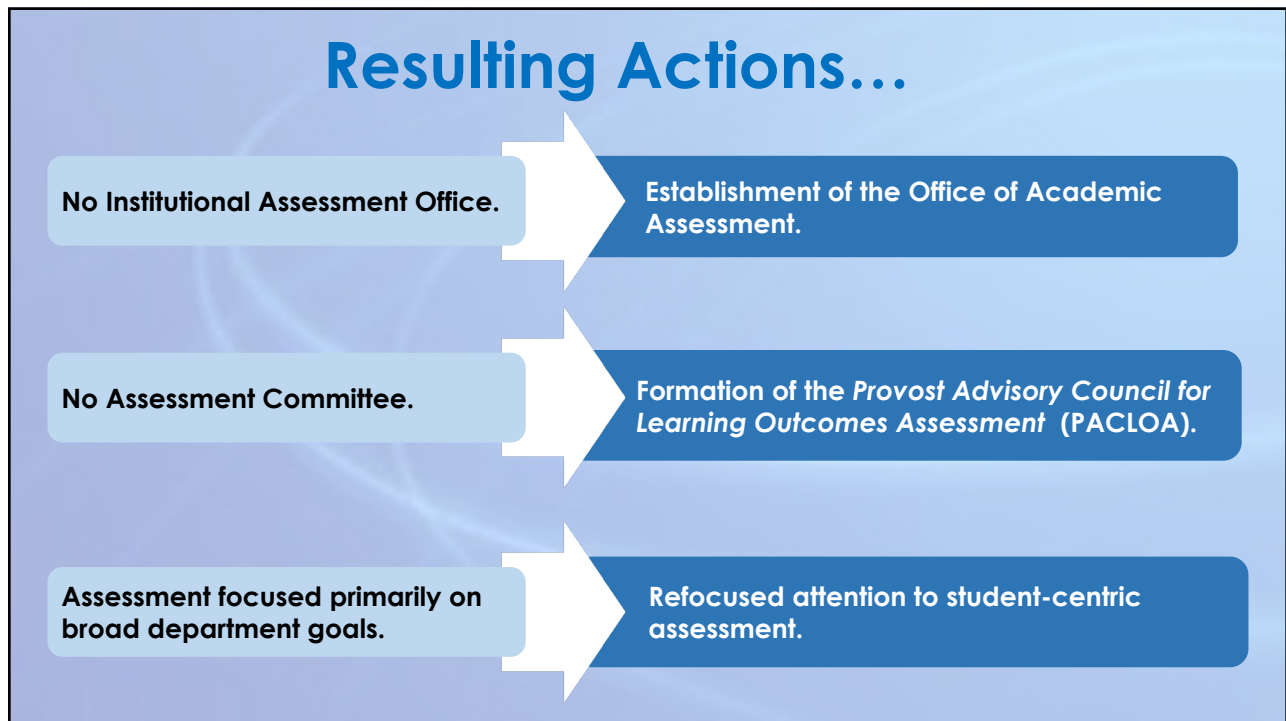 Resulting Actions…
No Institutional Assessment Office.
Establishment of the Office of Academic
Assessment.
No Assessment Committee.
Formation of the Provost Advisory Council for
Learning Outcomes Assessment (PACLOA).
Assessment focused primarily on
broad department goals.
Refocused attention to student-centric
assessment.